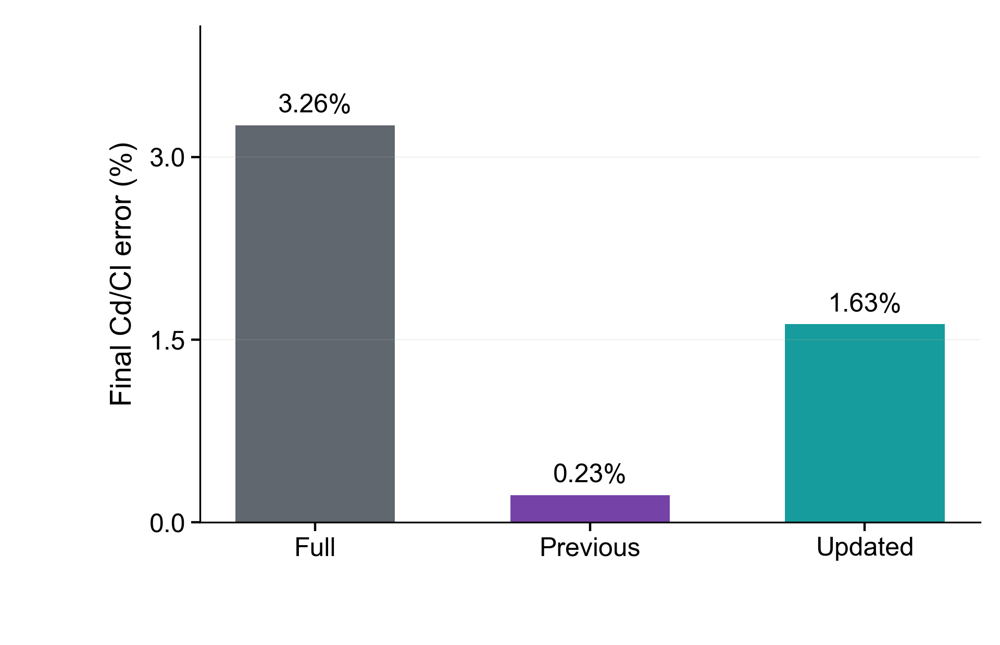 Final Cd/Cl error (%)
3.0
1.5
0.0
3.26%
0.23%
1.63%
Full
Previous
Updated